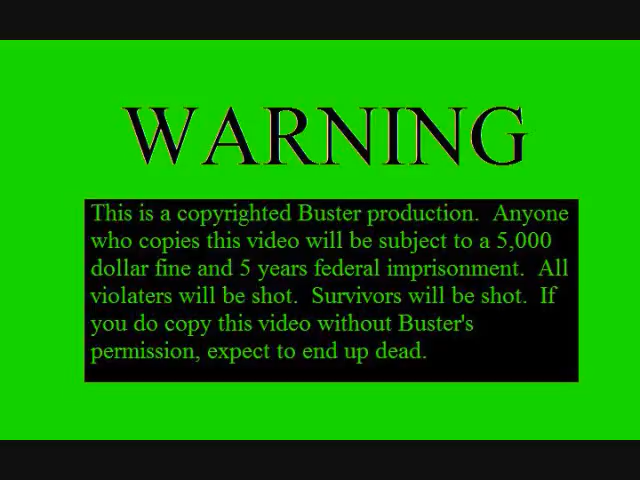 WARNING
This is a copyrighted Buster production.  Anyone
who copies this video will be subject to a 5,000
dollar fine and 5 years federal imprisonment.  All
violaters will be shot.  Survivors will be shot.  If
you do copy this video without Buster's
permission, expect to end up dead.